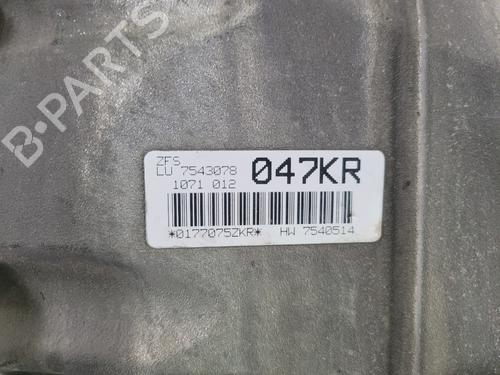 B-PARTS
ZFS
LU 7543078
1071 012
047KR
*0177075ZKR* HW 7540514